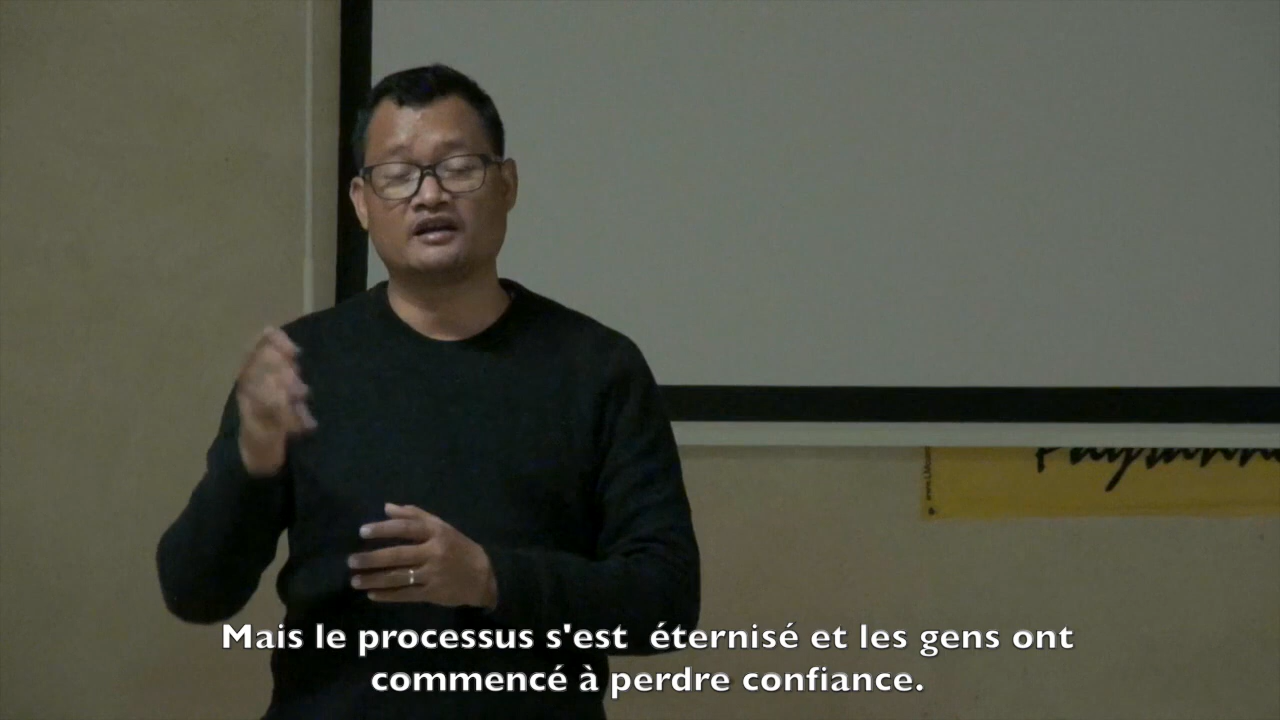 Mais le processus s'est  éternisé et les gens ont
commencé à perdre confiance.